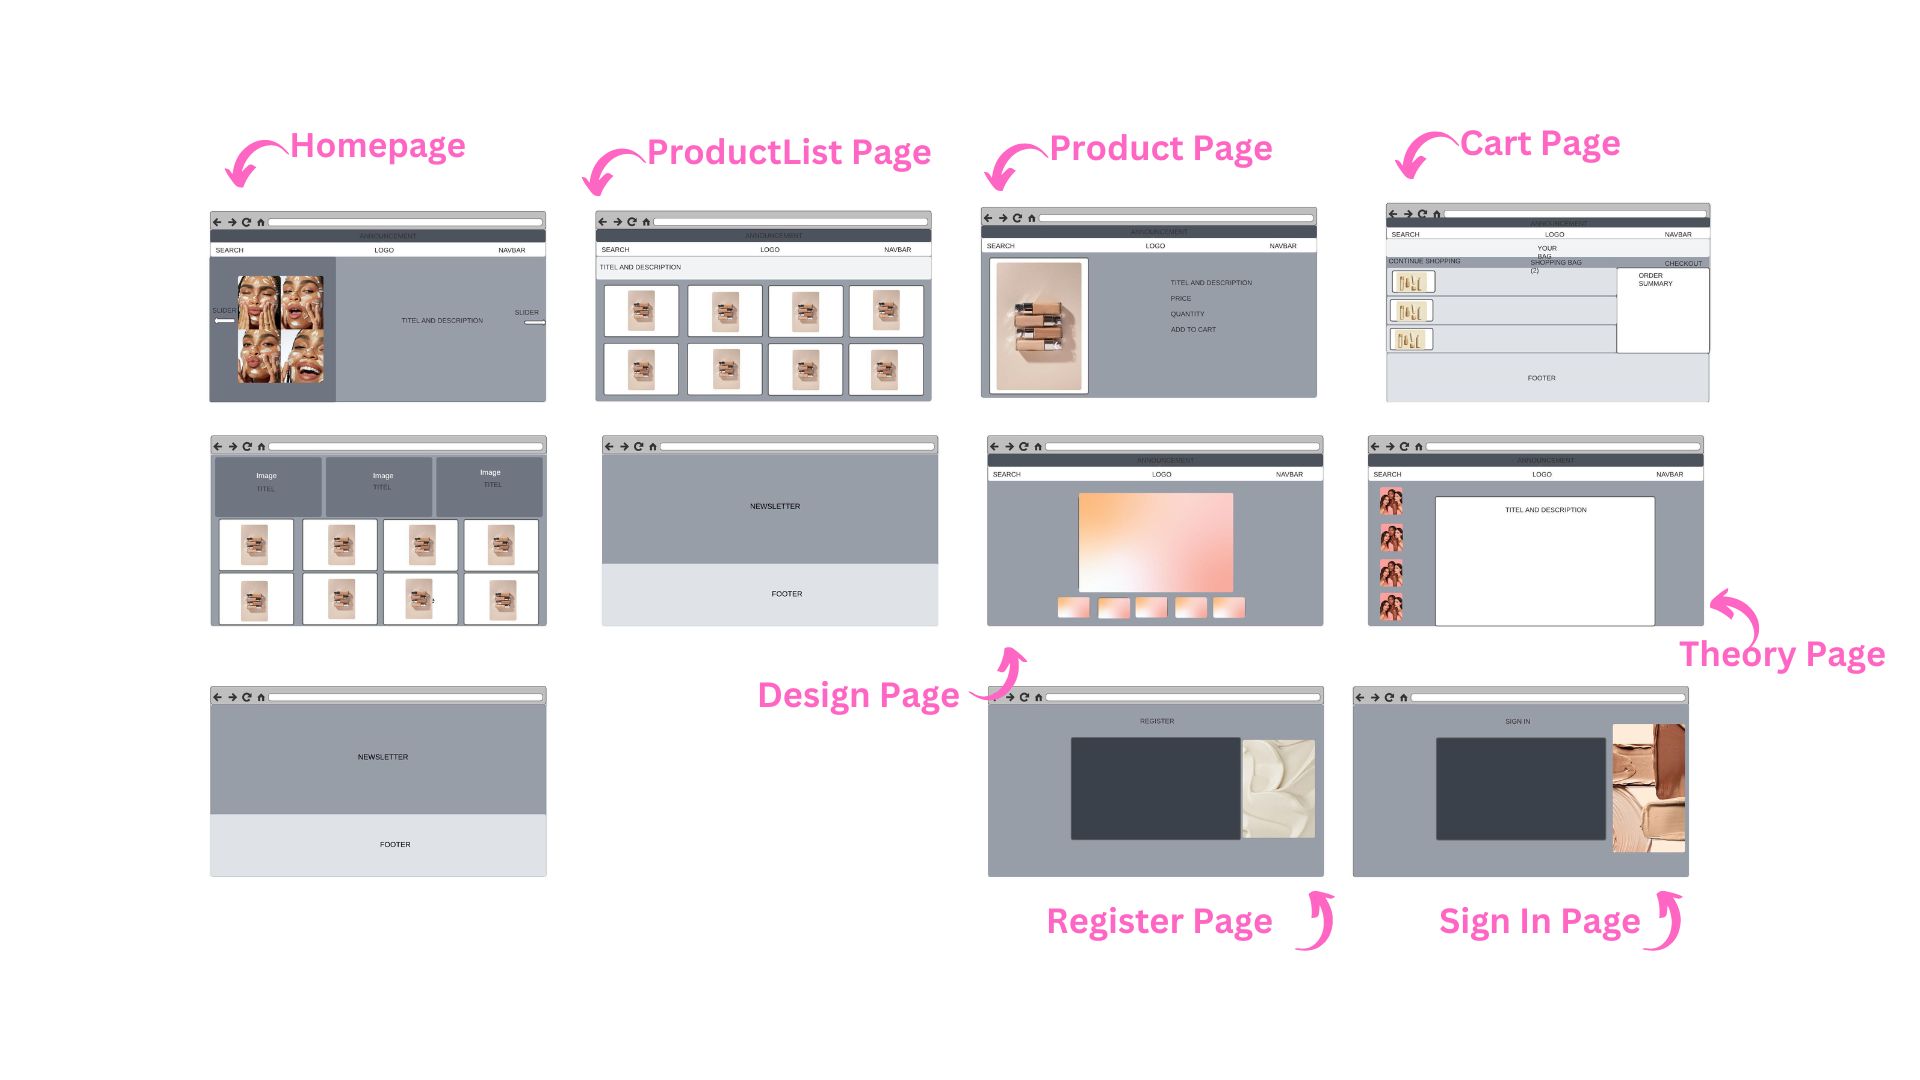 Homepage
ProductList Page
Product Page
Cart Page
ANNOUNCEMENT
SEARCH LOGO NAVBAR
SLIDER
TITEL AND DESCRIPTION
SLIDER
ANNOUNCEMENT
SEARCH LOGO NAVBAR
TITEL AND DESCRIPTION
ANNOUNCEMENT
SEARCH LOGO NAVBAR
TITEL AND DESCRIPTION
PRICE
QUANTITY
ADD TO CART
ANNOUNCEMENT
SEARCH LOGO NAVBAR
YOUR
BAG
CONTINUE SHOPPING
SHOPPING BAG
(2)
CHECKOUT
ORDER
SUMMARY
FOOTER
Image Image Image
TITEL TITEL TITEL
NEWSLETTER
FOOTER
ANNOUNCEMENT
SEARCH LOGO NAVBAR
ANNOUNCEMENT
SEARCH LOGO NAVBAR
TITEL AND DESCRIPTION
Theory Page
Design Page
NEWSLETTER
FOOTER
REGISTER
SIGN IN
Register Page
Sign In Page